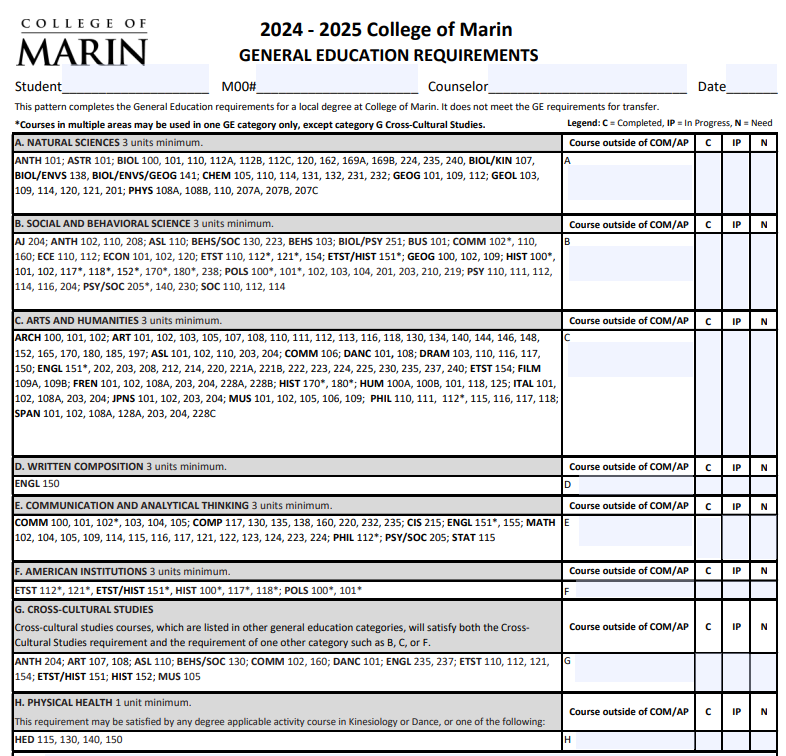 COLLEGE OF
MARIN
2024 - 2025 College of Marin
GENERAL EDUCATION REQUIREMENTS
Student____________________ M00#______________________ Counselor___________________________ Date_______
This pattern completes the General Education requirements for a local degree at College of Marin. It does not meet the GE requirements for transfer.
*Courses in multiple areas may be used in one GE category only, except category G Cross-Cultural Studies.
Legend: C = Completed, IP = In Progress, N = Need
A. NATURAL SCIENCES 3 units minimum. Course outside of COM/AP C IP N
ANTH 101; ASTR 101; BIOL 100, 101, 110, 112A, 112B, 112C, 120, 162, 169A, 169B, 224, 235, 240, BIOL/KIN 107, A
BIOL/ENVS 138, BIOL/ENVS/GEOG 141; CHEM 105, 110, 114, 131, 132, 231, 232; GEOG 101, 109, 112; GEOL 103,
109, 114, 120, 121, 201; PHYS 108A, 108B, 110, 207A, 207B, 207C
B. SOCIAL AND BEHAVIORAL SCIENCE 3 units minimum. Course outside of COM/AP C IP N
AJ 204; ANTH 102, 110, 208; ASL 110; BEHS/SOC 130, 223, BEHS 103; BIOL/PSY 251; BUS 101; COMM 102*, 110, B
160; ECE 110, 112; ECON 101, 102, 120; ETST 110, 112*, 121*, 154; ETST/HIST 151*; GEOG 100, 102, 109; HIST 100*,
101, 102, 117*, 118*, 152*, 170*, 180*, 238; POLS 100*, 101*, 102, 103, 104, 201, 203, 210, 219; PSY 110, 111, 112,
114, 116, 204; PSY/SOC 205*, 140, 230; SOC 110, 112, 114
C. ARTS AND HUMANITIES 3 units minimum. Course outside of COM/AP C IP N
ARCH 100, 101, 102; ART 101, 102, 103, 105, 107, 108, 110, 111, 112, 113, 116, 118, 130, 134, 140, 144, 146, 148, C
152, 165, 170, 180, 185, 197; ASL 101, 102, 110, 203, 204; COMM 106; DANC 101, 108; DRAM 103, 110, 116, 117,
150; ENGL 151*, 202, 203, 208, 212, 214, 220, 221A, 221B, 222, 223, 224, 225, 230, 235, 237, 240; ETST 154; FILM
109A, 109B; FREN 101, 102, 108A, 203, 204, 228A, 228B; HIST 170*, 180*; HUM 100A, 100B, 101, 118, 125; ITAL 101,
102, 108A, 203, 204; JPNS 101, 102, 203, 204; MUS 101, 102, 105, 106, 109; PHIL 110, 111, 112*, 115, 116, 117, 118;
SPAN 101, 102, 108A, 128A, 203, 204, 228C
D. WRITTEN COMPOSITION 3 units minimum. Course outside of COM/AP C IP N
ENGL 150 D
E. COMMUNICATION AND ANALYTICAL THINKING 3 units minimum. Course outside of COM/AP C IP N
COMM 100, 101, 102*, 103, 104, 105; COMP 117, 130, 135, 138, 160, 220, 232, 235; CIS 215; ENGL 151*, 155; MATH E
102, 104, 105, 109, 114, 115, 116, 117, 121, 122, 123, 124, 223, 224; PHIL 112*; PSY/SOC 205; STAT 115
F. AMERICAN INSTITUTIONS 3 units minimum. Course outside of COM/AP C IP N
ETST 112*, 121*, ETST/HIST 151*, HIST 100*, 117*, 118*; POLS 100*, 101* F
G. CROSS-CULTURAL STUDIES
Cross-cultural studies courses, which are listed in other general education categories, will satisfy both the Cross- Course outside of COM/AP C IP N
Cultural Studies requirement and the requirement of one other category such as B, C, or F.
ANTH 204; ART 107, 108; ASL 110; BEHS/SOC 130; COMM 102, 160; DANC 101; ENGL 235, 237; ETST 110, 112, 121, G
154; ETST/HIST 151; HIST 152; MUS 105
H. PHYSICAL HEALTH 1 unit minimum. Course outside of COM/AP C IP N
This requirement may be satisfied by any degree applicable activity course in Kinesiology or Dance, or one of the following:
HED 115, 130, 140, 150 H